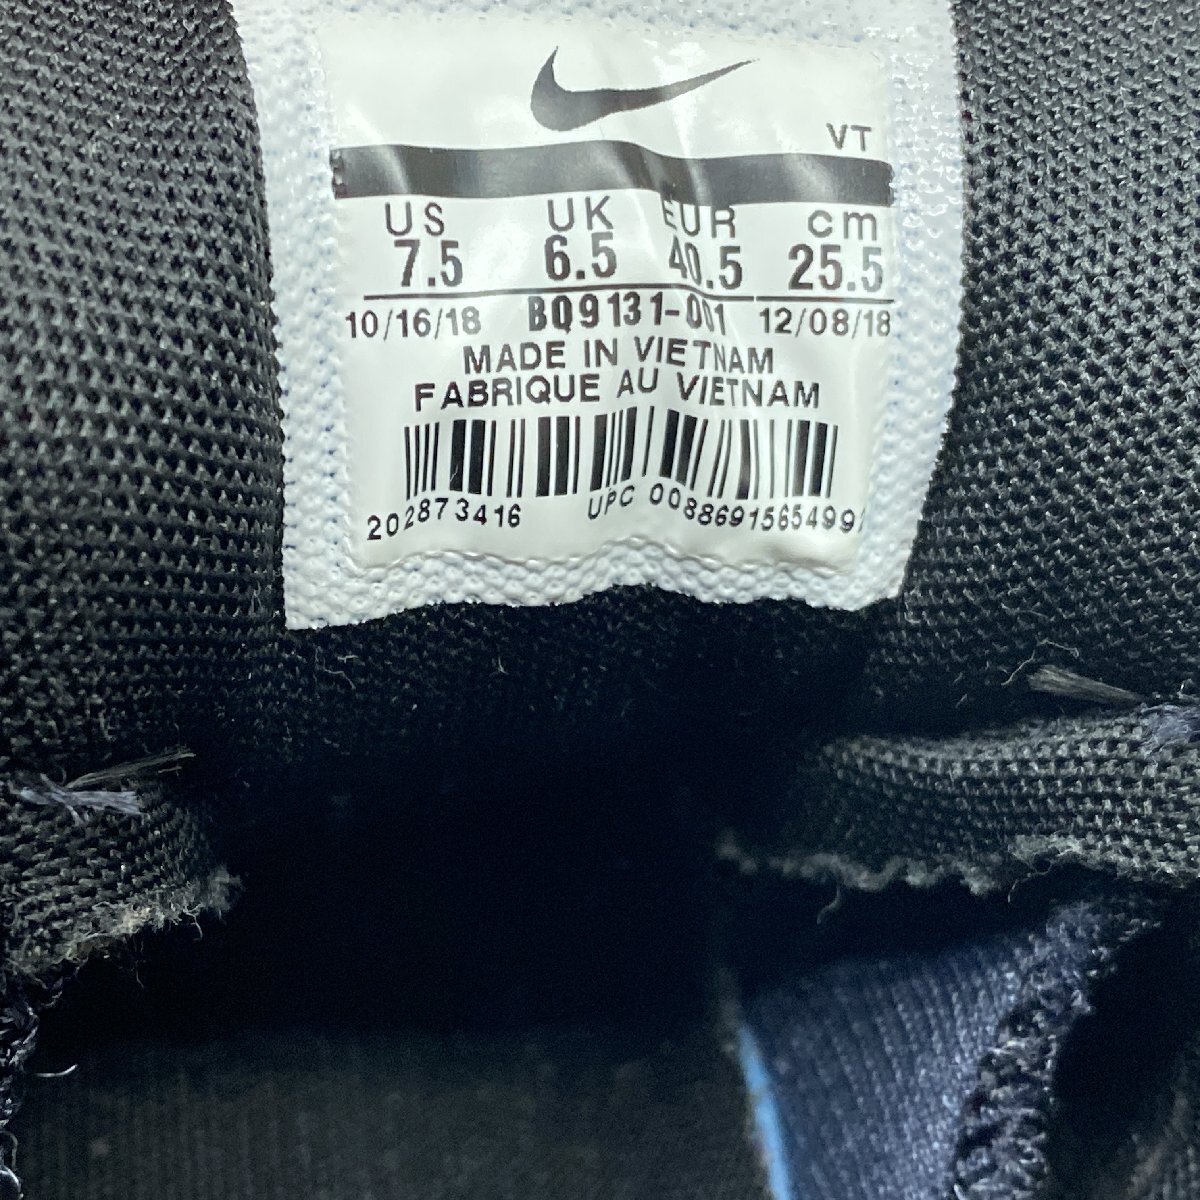 VT
US UK EUR cm
7.5 6.5 40.5 25.5
10/16/18 BQ9131-001 12/08/18
MADE IN VIETNAM
FABRIQUE AU VIETNAM
202873416 UPC 0088691565499